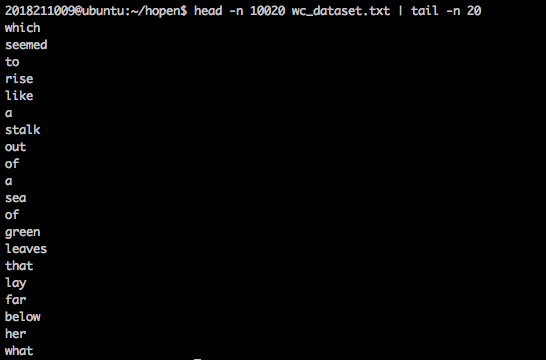 2018211009@ubuntu:~/hopen$ head -n 10020 wc_dataset.txt | tail -n 20
which
seemed
to
rise
like
a
stalk
out
of
a
sea
of
green
leaves
that
lay
far
below
her
what